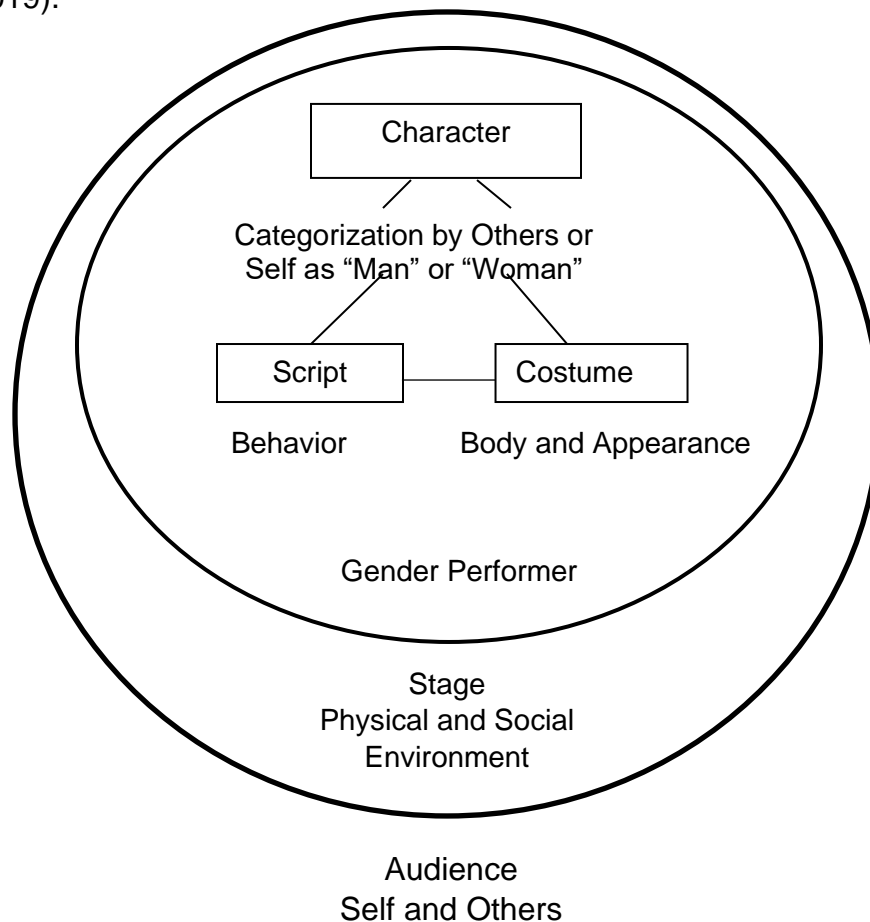 019).
Character
Categorization by Others or
Self as “Man” or “Woman”
Script
Costume
Behavior
Body and Appearance
Gender Performer
Stage
Physical and Social
Environment
Audience
Self and Others